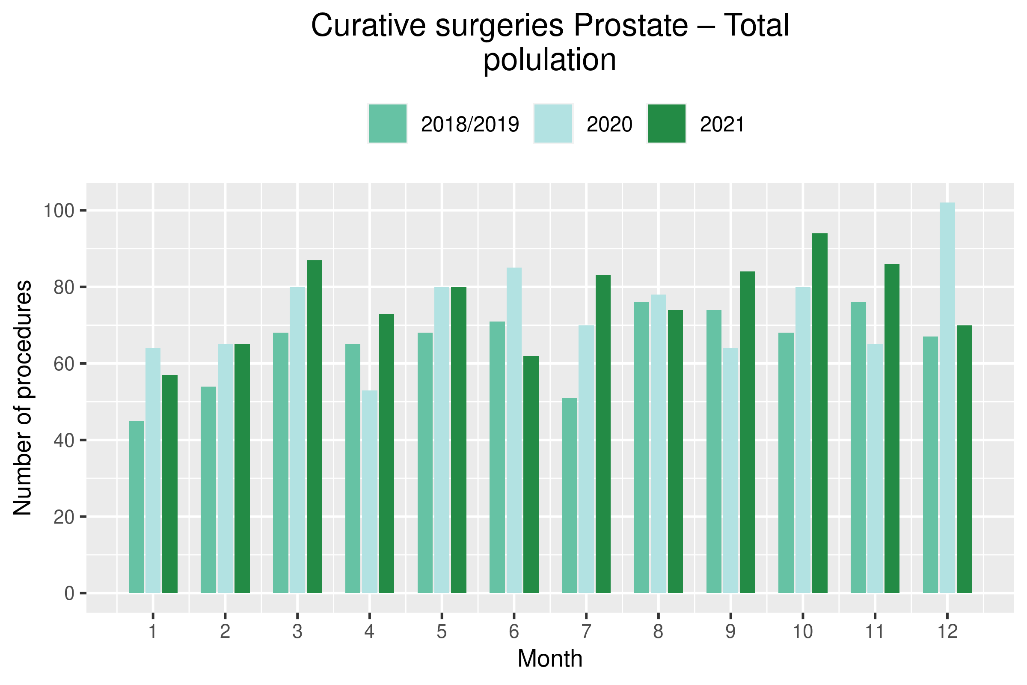 Curative surgeries Prostate – Total
polulation
2018/2019 2020 2021
Number of procedures
100
80
60
40
20
0
1 2 3 4 5 6 7 8 9 10 11 12
Month